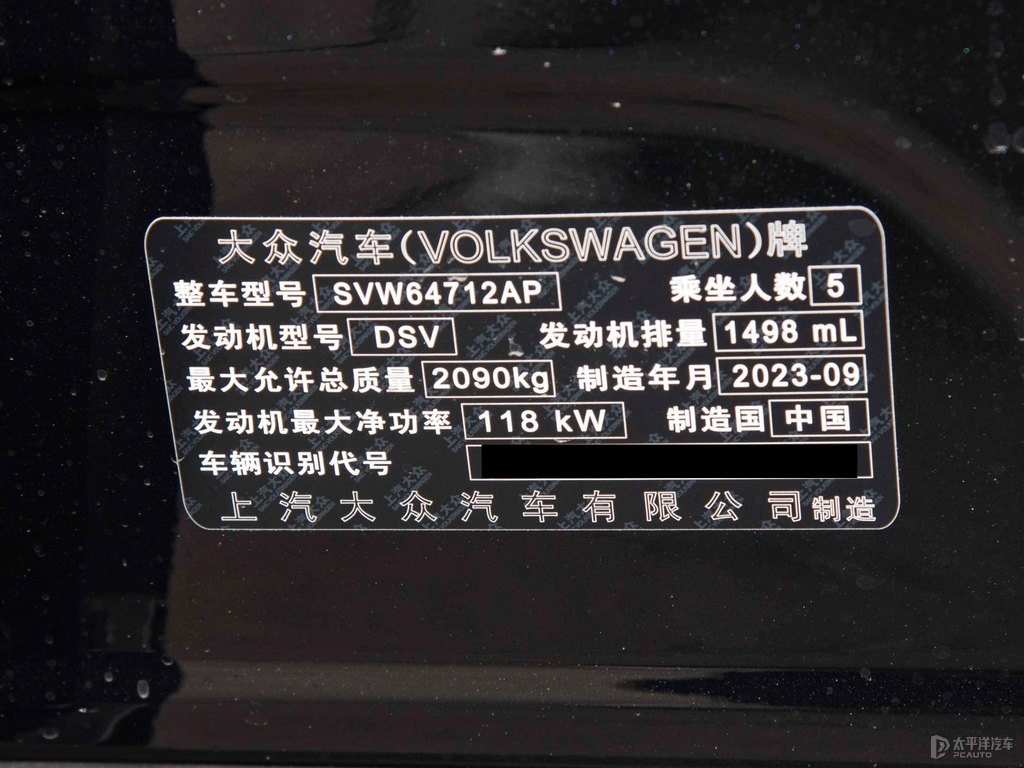 大众汽车(VOLKSWAGEN)牌
整车型号 SVW64712AP 乘坐人数 5
发动机型号 DSV 发动机排量 1498 mL
最大允许总质量 2090kg 制造年月 2023-09
发动机最大净功率 118 kW 制造国 中国
车辆识别代号
上汽大众汽车有限公司 制造
太平洋汽车
PCAUTO